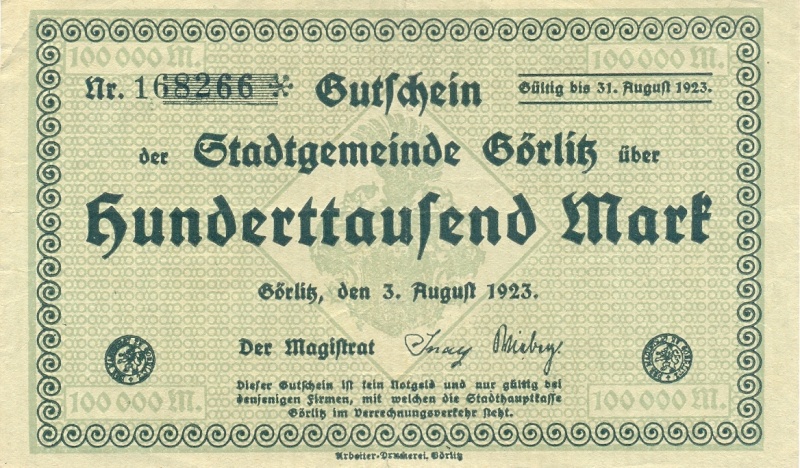 100 000 M. 100 000 M.
Nr. 168266 * Gutschein Gültig bis 31. August 1923.
der Stadtgemeinde Görlitz über
Hunderttausend Mark
Görlitz, den 3. August 1923.
Der Magistrat
Dieser Gutschein ist kein Notgeld und nur gültig bei
denjenigen Firmen, mit welchen die Stadthauptkasse
Görlitz im Verrechnungsverkehr steht.
100 000 M. 100 000 M.
Arbeiter-Druckerei, Görlitz